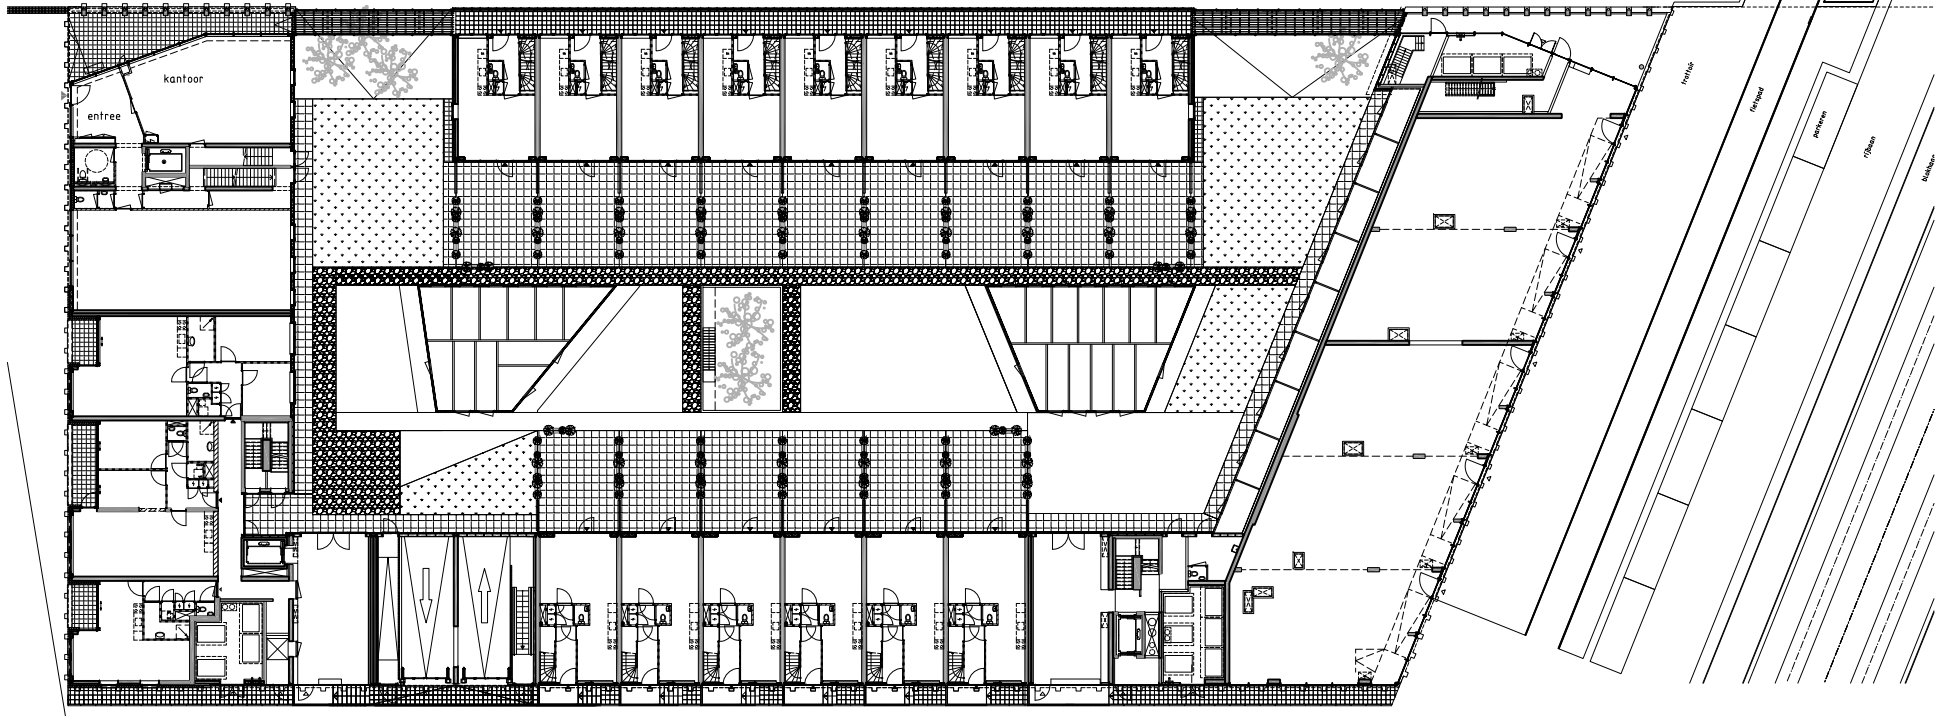 kantoor
entree
trottoir
fietspad
parkeren
rijbaan